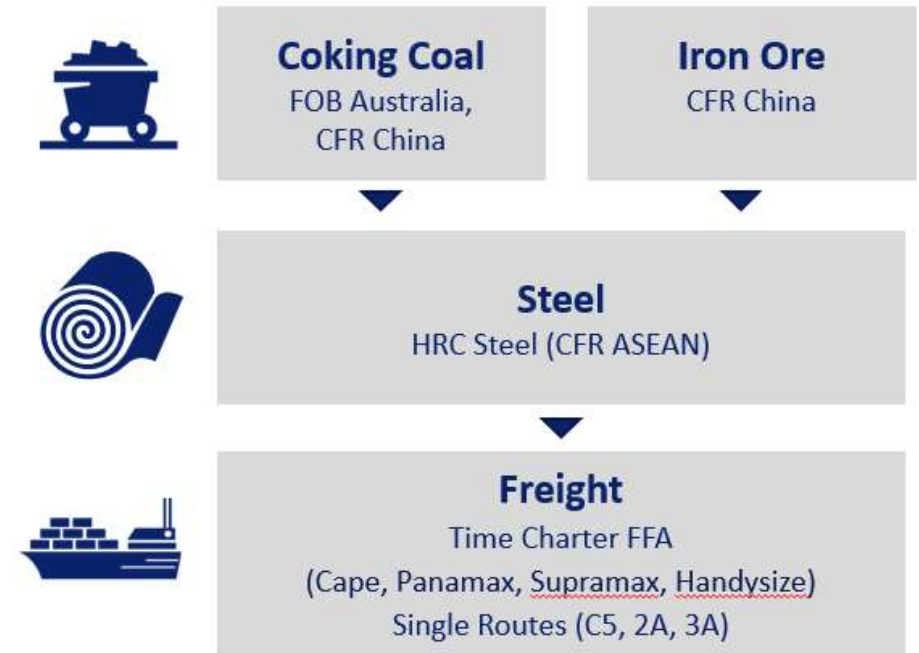 Coking Coal
FOB Australia,
CFR China
Iron Ore
CFR China
Steel
HRC Steel (CFR ASEAN)
Freight
Time Charter FFA
(Cape, Panamax, Supramax, Handysize)
Single Routes (C5, 2A, 3A)